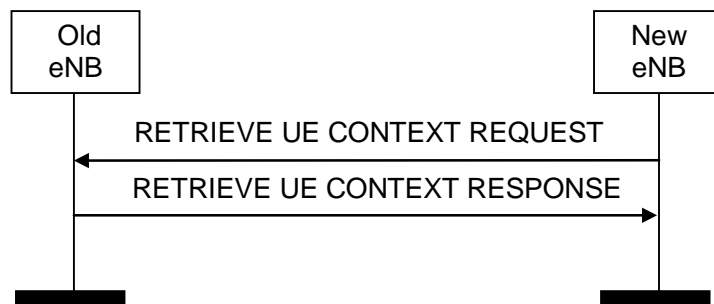 Old
eNB
New
eNB
RETRIEVE UE CONTEXT REQUEST
RETRIEVE UE CONTEXT RESPONSE